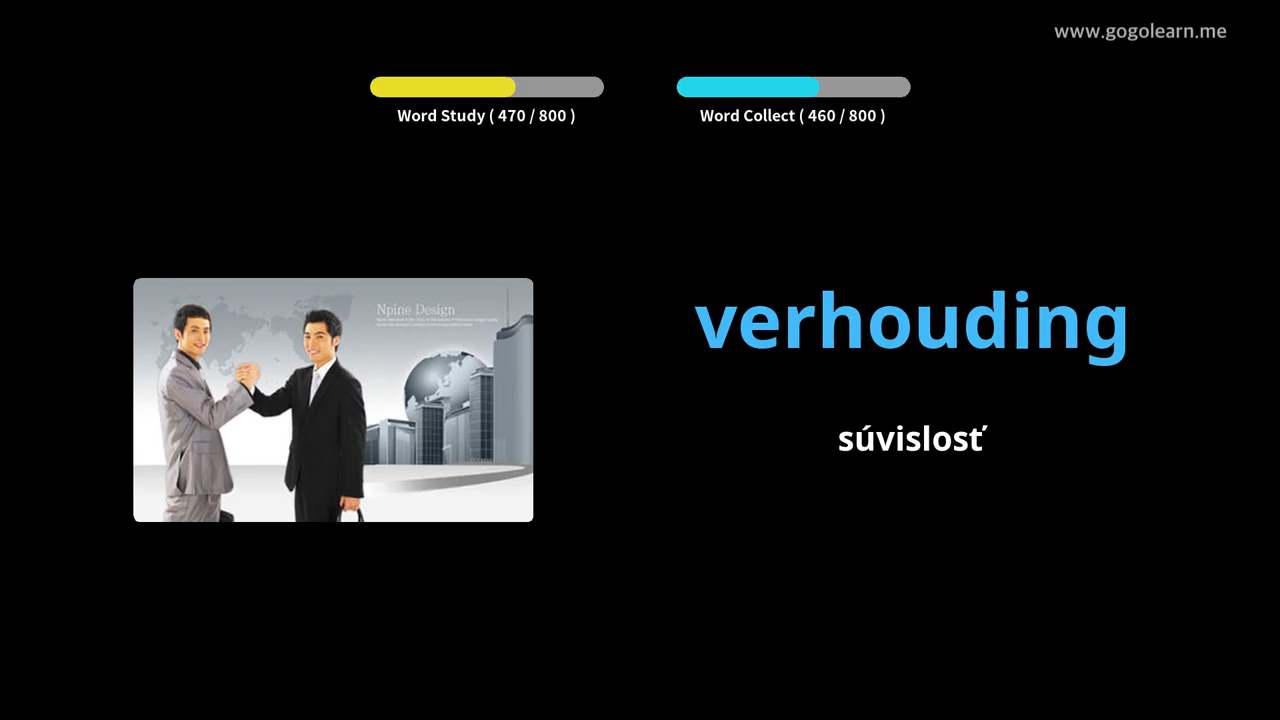 www.gogolearn.me
Word Study ( 470 / 800 )
Word Collect ( 460 / 800 )
Npine Design
verhouding
súvislosť